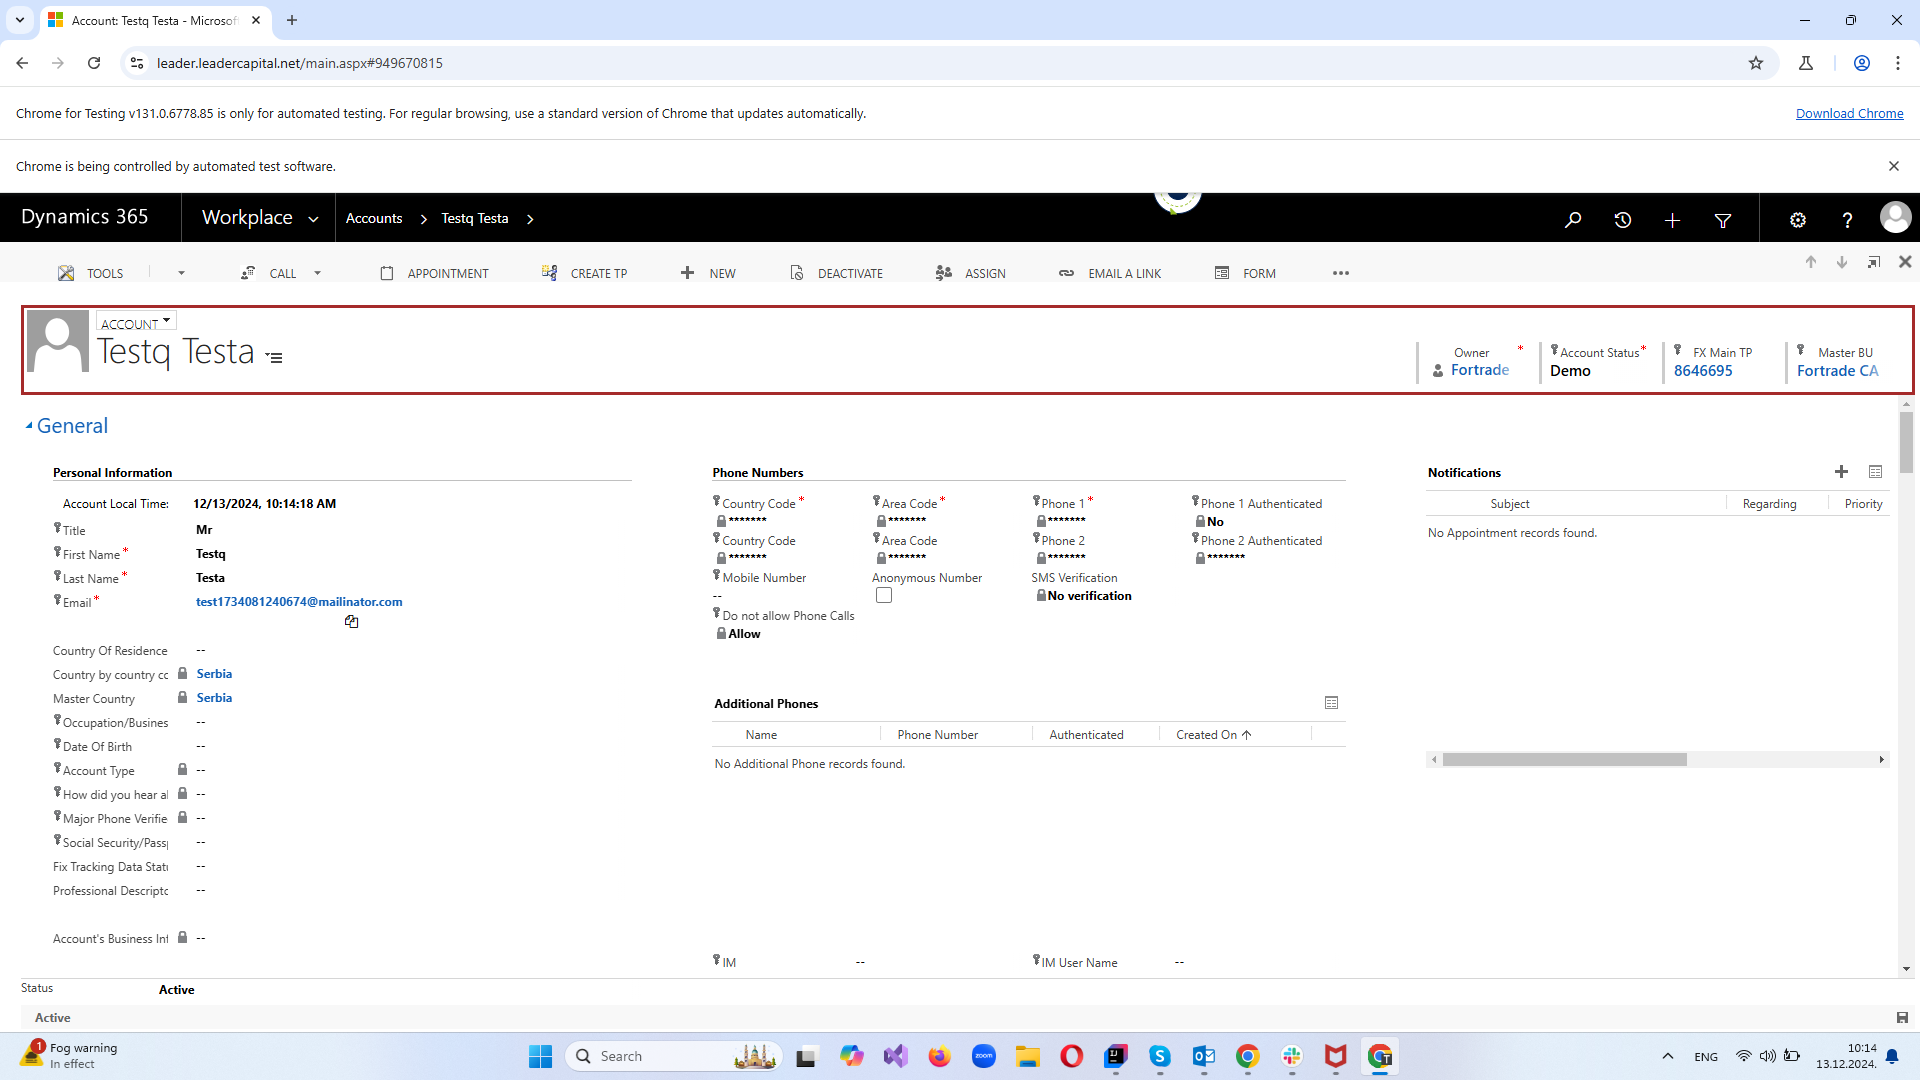 Account: Testq Testa - Microsof
leader.leadercapital.net/main.aspx#949670815
Chrome for Testing v131.0.6778.85 is only for automated testing. For regular browsing, use a standard version of Chrome that updates automatically.
Download Chrome
Chrome is being controlled by automated test software.
Dynamics 365
Workplace
Accounts
Testq Testa
TOOLS
CALL
APPOINTMENT
CREATE TP
NEW
DEACTIVATE
ASSIGN
EMAIL A LINK
FORM
ACCOUNT
Testq Testa
Owner *
Fortrade
Account Status *
Demo
FX Main TP
8646695
Master BU
Fortrade CA
General
Personal Information
Account Local Time: 12/13/2024, 10:14:18 AM
Title Mr
First Name * Testq
Last Name * Testa
Email * test1734081240674@mailinator.com
Country Of Residence --
Country by country cc Serbia
Master Country Serbia
Occupation/Busines --
Date Of Birth --
Account Type --
How did you hear al --
Major Phone Verifie --
Social Security/Pass --
Fix Tracking Data Statu --
Professional Descriptc --
Account's Business Inf --
Phone Numbers
Country Code * Area Code * Phone 1 * Phone 1 Authenticated
******* ******* ******* No
Country Code Area Code Phone 2 Phone 2 Authenticated
******* ******* ******* *******
Mobile Number Anonymous Number SMS Verification
-- No verification
Do not allow Phone Calls
Allow
Additional Phones
Name Phone Number Authenticated Created On
No Additional Phone records found.
IM -- IM User Name --
Notifications
Subject Regarding Priority
No Appointment records found.
Status Active
Active
1
Fog warning
In effect
Search
zoom
ENG
10:14
13.12.2024.